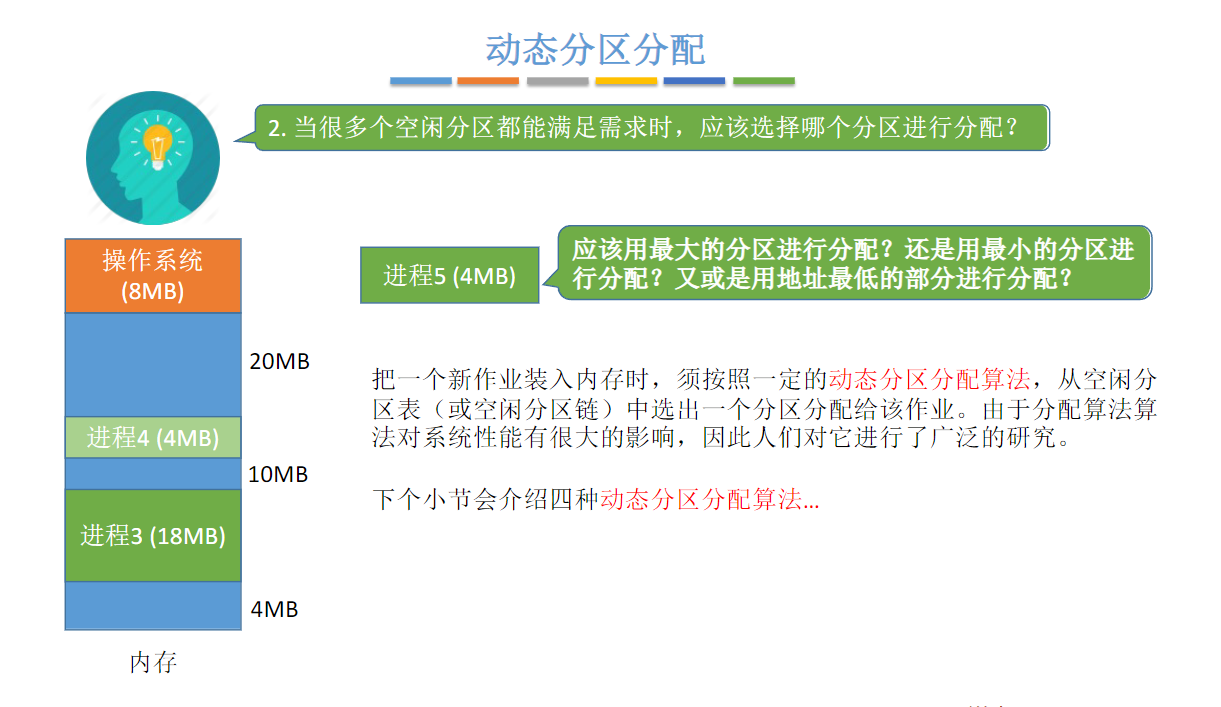 动态分区分配
2. 当很多个空闲分区都能满足需求时，应该选择哪个分区进行分配？
操作系统
(8MB)
20MB
进程4 (4MB)
10MB
进程3 (18MB)
4MB
内存
进程5 (4MB)
应该用最大的分区进行分配？还是用最小的分区进
行分配？又或是用地址最低的部分进行分配？
把一个新作业装入内存时，须按照一定的动态分区分配算法，从空闲分
区表（或空闲分区链）中选出一个分区分配给该作业。由于分配算法算
法对系统性能有很大的影响，因此人们对它进行了广泛的研究。
下个小节会介绍四种动态分区分配算法...